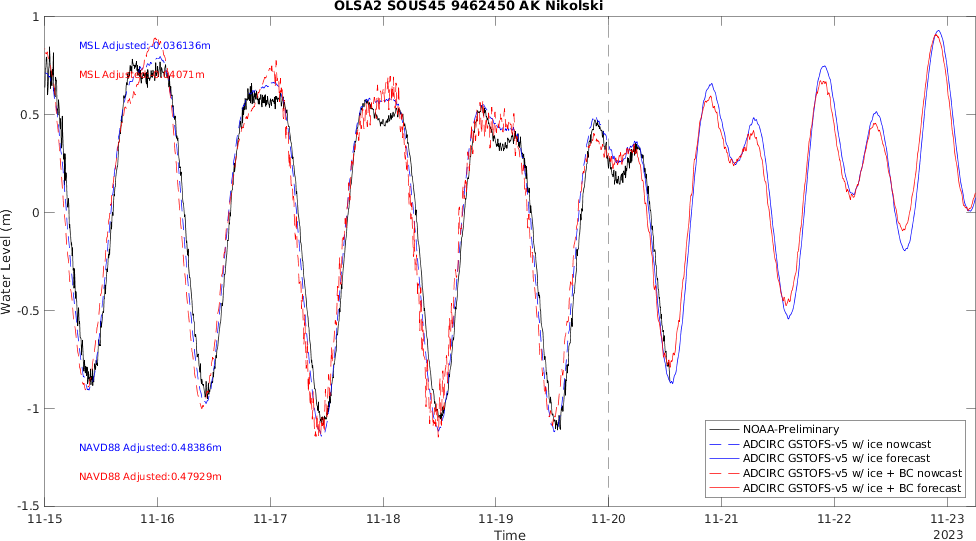 OLSA2 SOUS45 9462450 AK Nikolski
MSL Adjusted:-0.036136m
MSL Adjusted:
NAVD88 Adjusted:0.48386m
NAVD88 Adjusted:0.47929m
Water Level (m)
1
0.5
0
-0.5
-1
-1.5
11-15
11-16
11-17
11-18
11-19
11-20
11-21
11-22
11-23
Time
2023
NOAA-Preliminary
ADCIRC GSTOFS-v5 w/ ice nowcast
ADCIRC GSTOFS-v5 w/ ice forecast
ADCIRC GSTOFS-v5 w/ ice + BC nowcast
ADCIRC GSTOFS-v5 w/ ice + BC forecast